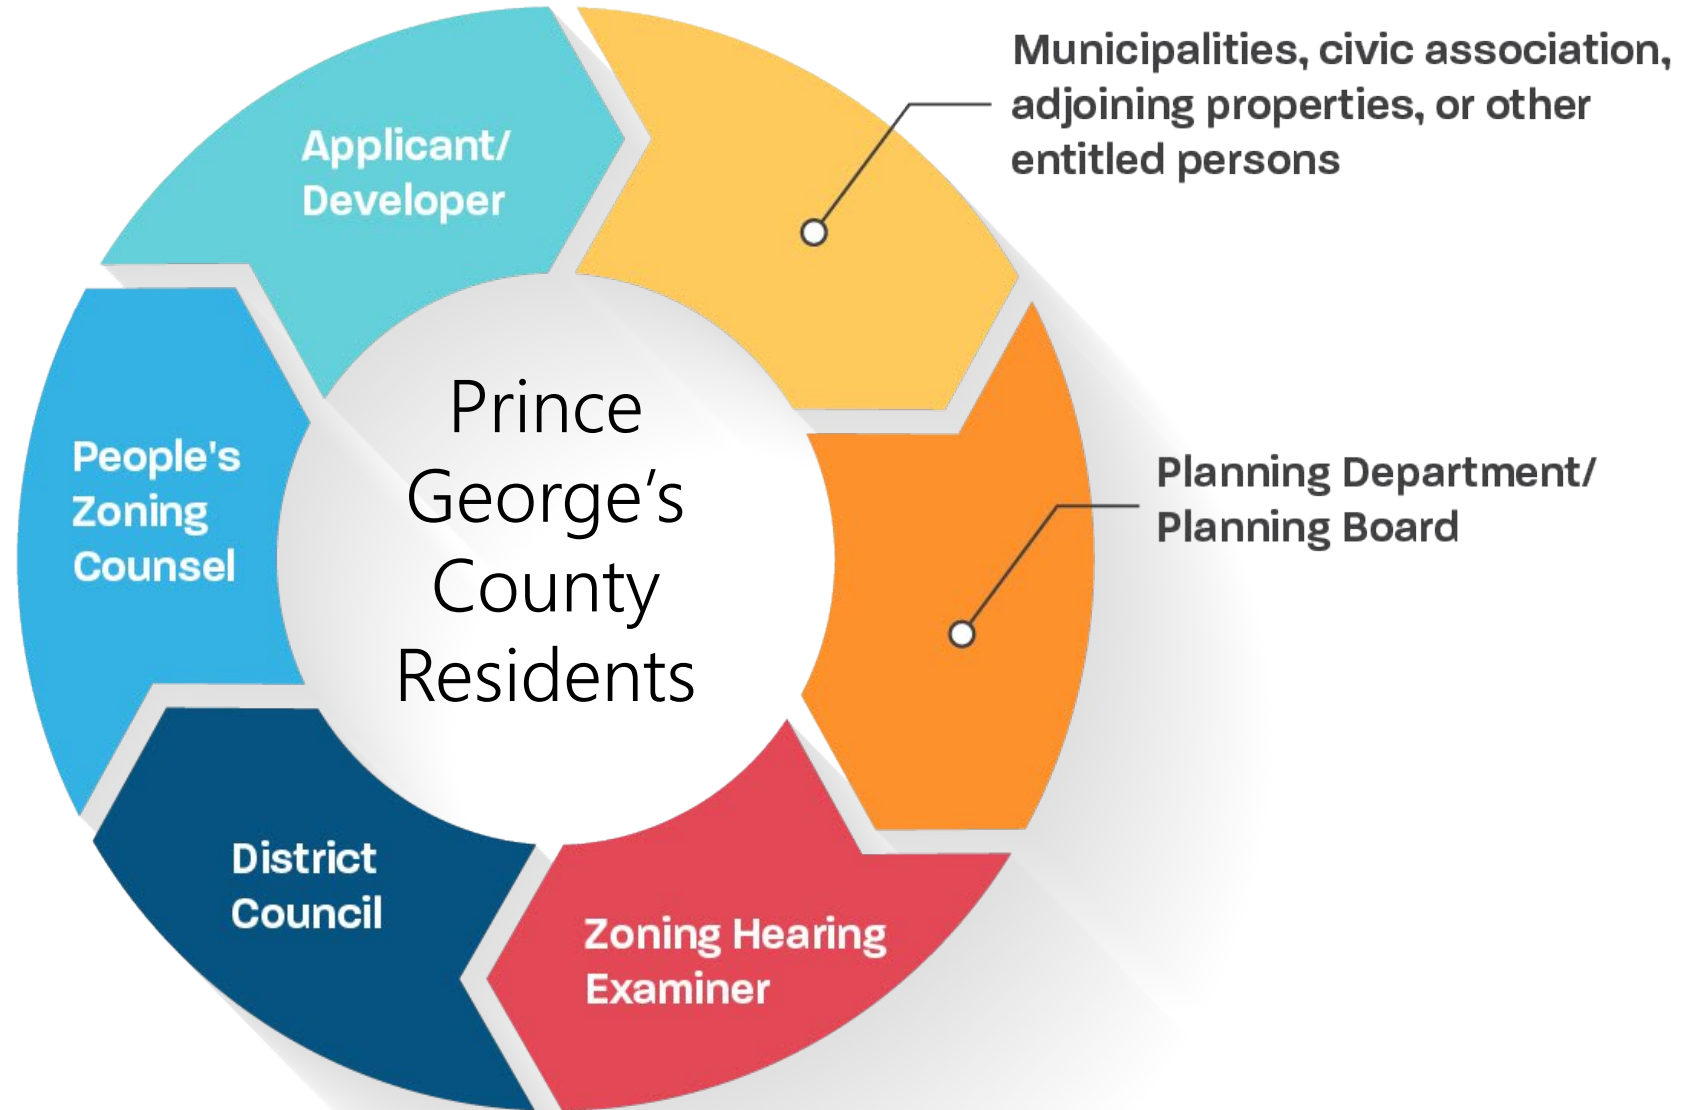 Municipalities, civic association,
adjoining properties, or other
entitled persons
Applicant/
Developer
Prince
George’s
County
Residents
People's
Zoning
Counsel
Planning Department/
Planning Board
District
Council
Zoning Hearing
Examiner